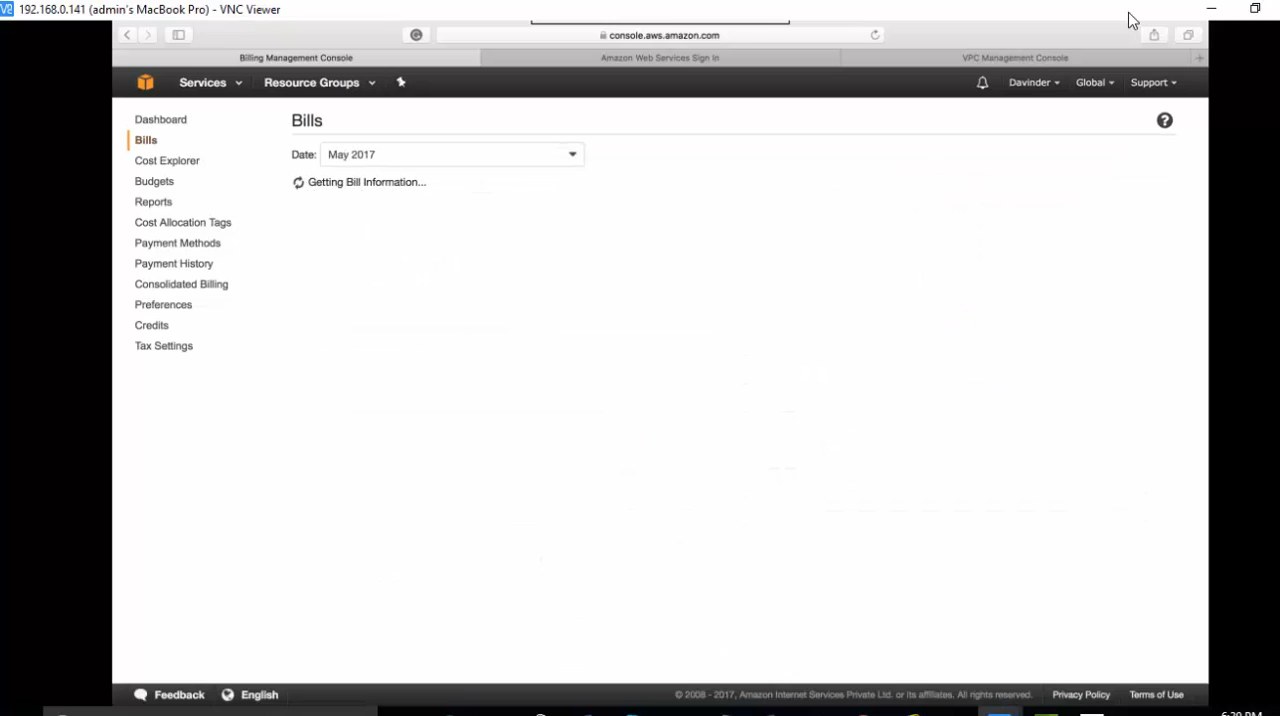 192.168.0.141 (admin's MacBook Pro) - VNC Viewer
console.aws.amazon.com
Billing Management Console
Amazon Web Services Sign In
VPC Management Console
Services
Resource Groups
Davinder
Global
Support
Dashboard
Bills
Cost Explorer
Budgets
Reports
Cost Allocation Tags
Payment Methods
Payment History
Consolidated Billing
Preferences
Credits
Tax Settings
Bills
Date:
May 2017
Getting Bill Information...
Feedback
English
© 2008 - 2017, Amazon Internet Services Private Ltd. or its affiliates. All rights reserved.
Privacy Policy
Terms of Use